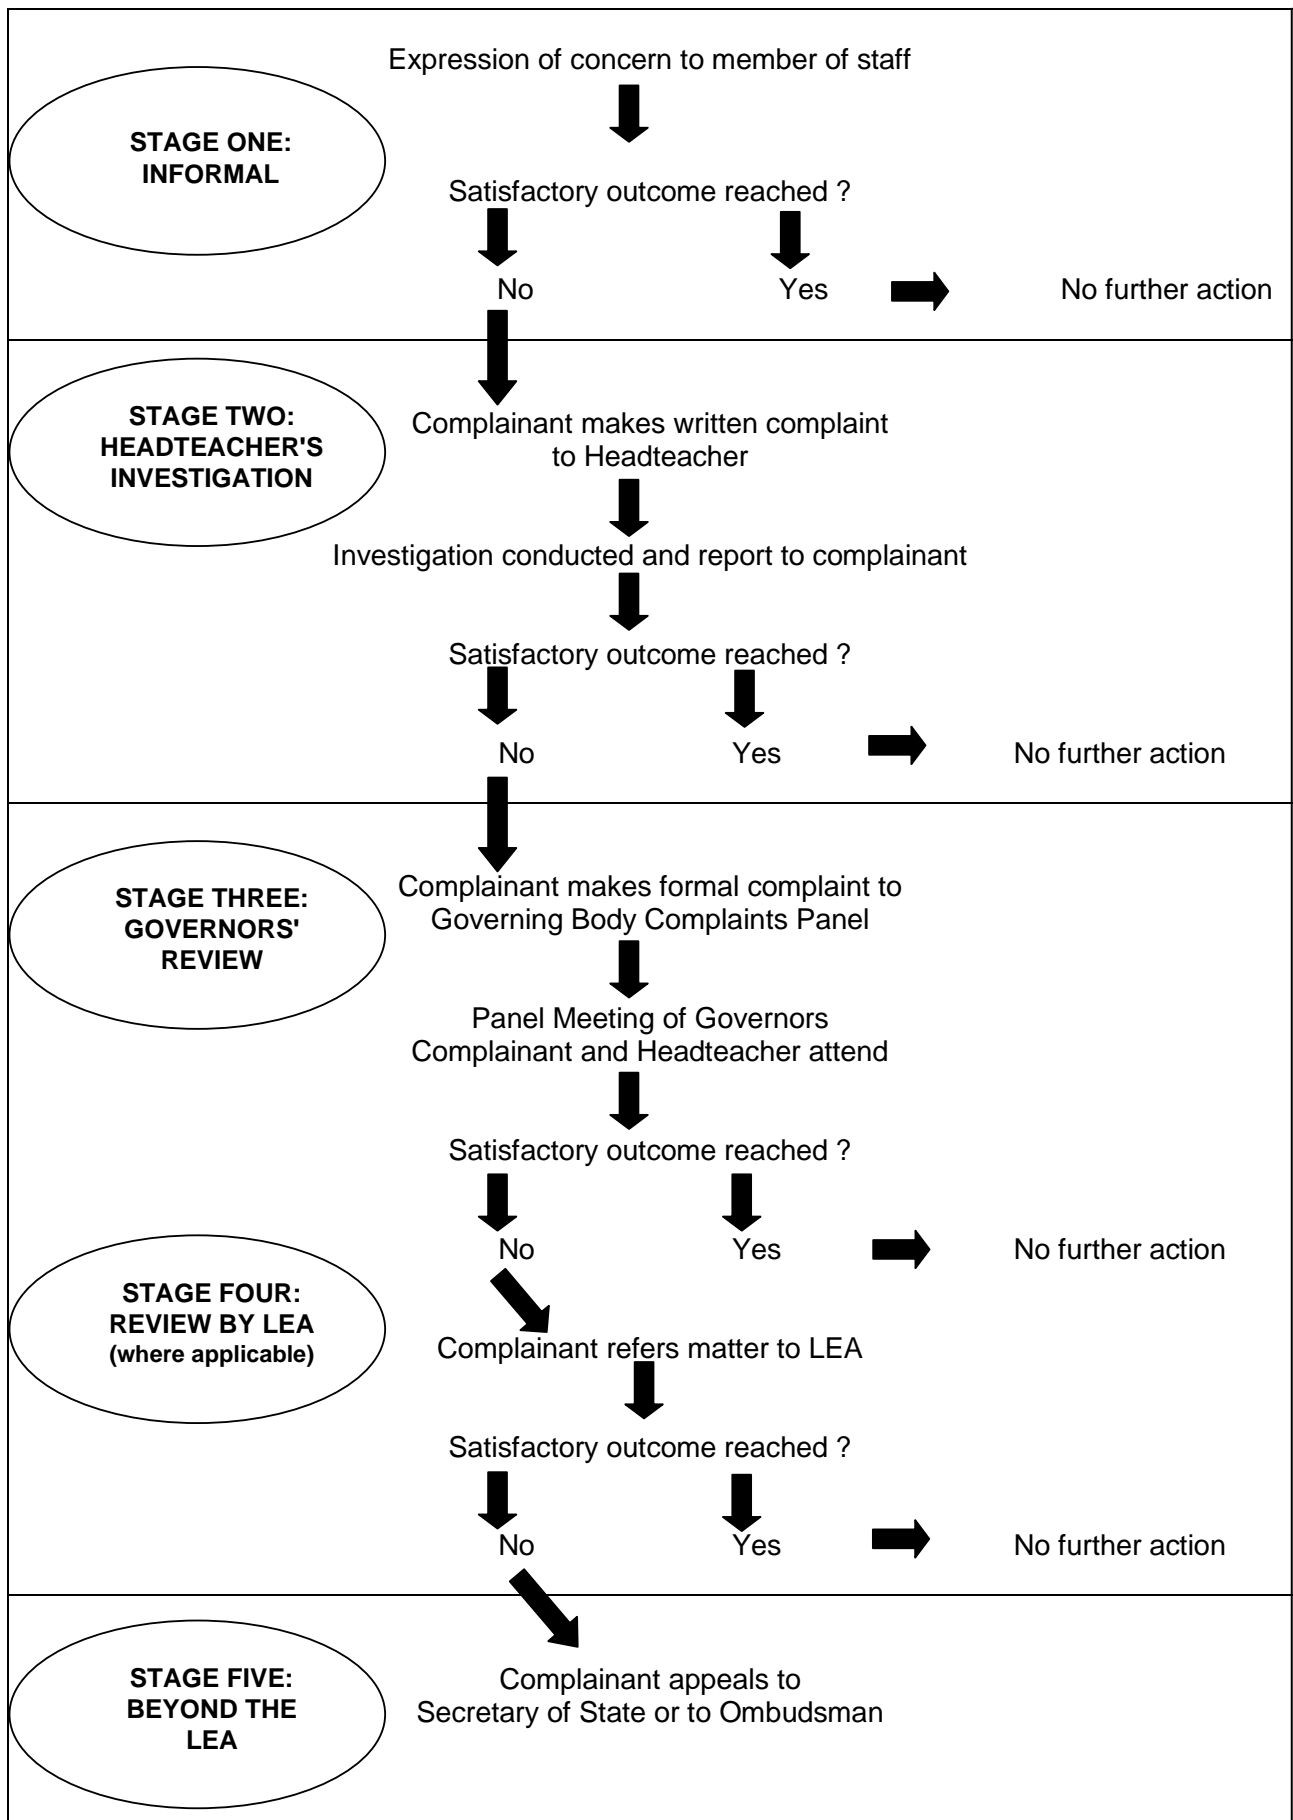 Expression of concern to member of staff
STAGE ONE:
INFORMAL
Satisfactory outcome reached ?
No
Yes
No further action
STAGE TWO:
HEADTEACHER'S
INVESTIGATION
Complainant makes written complaint
to Headteacher
Investigation conducted and report to complainant
Satisfactory outcome reached ?
No
Yes
No further action
STAGE THREE:
GOVERNORS'
REVIEW
Complainant makes formal complaint to
Governing Body Complaints Panel
Panel Meeting of Governors
Complainant and Headteacher attend
Satisfactory outcome reached ?
No
Yes
No further action
STAGE FOUR:
REVIEW BY LEA
(where applicable)
Complainant refers matter to LEA
Satisfactory outcome reached ?
No
Yes
No further action
STAGE FIVE:
BEYOND THE
LEA
Complainant appeals to
Secretary of State or to Ombudsman